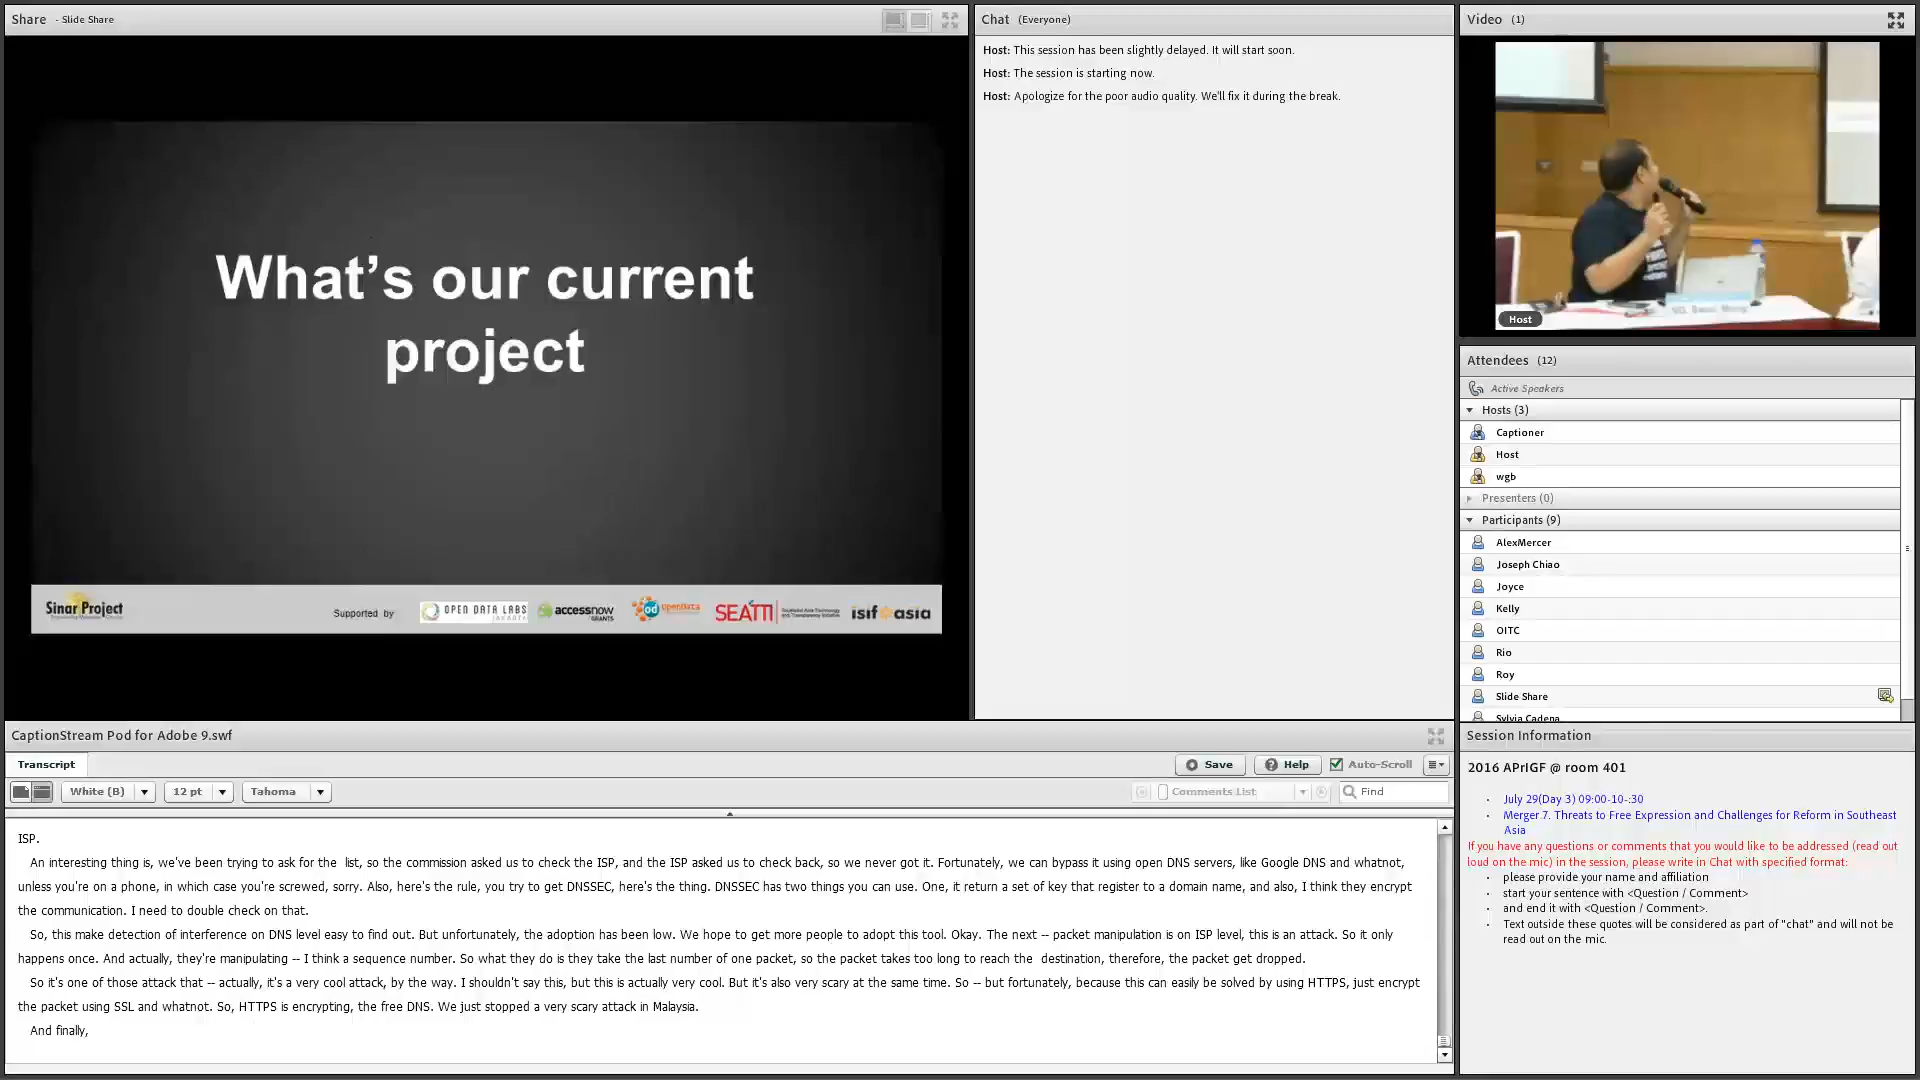 Share - Slide Share
What's our current
project
Sinar Project
Supported by
OPEN DATA LABS
JAKARTA
accessnow
GRANTS
od openData
SEATTI
Southeast Asia Technology
and Transparency Initiative
isif asia
Chat (Everyone)
Host: This session has been slightly delayed. It will start soon.
Host: The session is starting now.
Host: Apologize for the poor audio quality. We'll fix it during the break.
Video (1)
Host
Attendees (12)
Active Speakers
Hosts (3)
Captioner
Host
wgb
Presenters (0)
Participants (9)
AlexMercer
Joseph Chiao
Joyce
Kelly
OITC
Rio
Roy
Slide Share
Sylvia Cadena
CaptionStream Pod for Adobe 9.swf
Transcript
Save
Help
Auto-Scroll
White (B)
12 pt
Tahoma
Comments List
Find
ISP.
An interesting thing is, we've been trying to ask for the list, so the commission asked us to check the ISP, and the ISP asked us to check back, so we never got it. Fortunately, we can bypass it using open DNS servers, like Google DNS and whatnot,
unless you're on a phone, in which case you're screwed, sorry. Also, here's the rule, you try to get DNSSEC, here's the thing. DNSSEC has two things you can use. One, it return a set of key that register to a domain name, and also, I think they encrypt
the communication. I need to double check on that.
So, this make detection of interference on DNS level easy to find out. But unfortunately, the adoption has been low. We hope to get more people to adopt this tool. Okay. The next -- packet manipulation is on ISP level, this is an attack. So it only
happens once. And actually, they're manipulating -- I think a sequence number. So what they do is they take the last number of one packet, so the packet takes too long to reach the destination, therefore, the packet get dropped.
So it's one of those attack that -- actually, it's a very cool attack, by the way. I shouldn't say this, but this is actually very cool. But it's also very scary at the same time. So -- but fortunately, because this can easily be solved by using HTTPS, just encrypt
the packet using SSL and whatnot. So, HTTPS is encrypting, the free DNS. We just stopped a very scary attack in Malaysia.
And finally,
Session Information
2016 APrIGF @ room 401
July 29(Day 3) 09:00-10-:30
Merger 7. Threats to Free Expression and Challenges for Reform in Southeast
Asia
If you have any questions or comments that you would like to be addressed (read out
loud on the mic) in the session, please write in Chat with specified format:
please provide your name and affiliation
start your sentence with <Question / Comment>
and end it with <Question / Comment>.
Text outside these quotes will be considered as part of "chat" and will not be
read out on the mic.